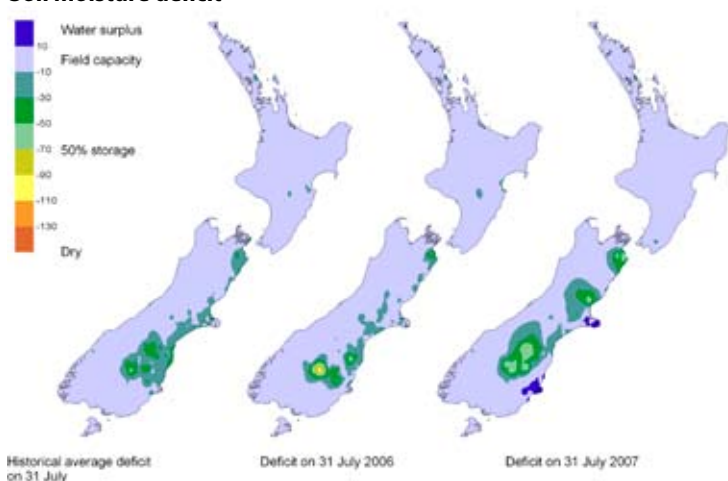 Soil moisture deficit
Water surplus
10
Field capacity
-10
-30
-50
-70
50% storage
-90
-110
-130
Dry
Historical average deficit
on 31 July
Deficit on 31 July 2006
Deficit on 31 July 2007